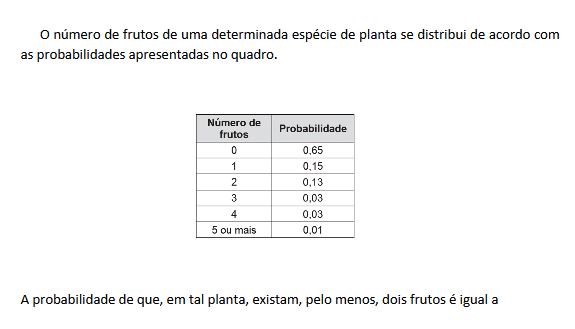 O número de frutos de uma determinada espécie de planta se distribui de acordo com
as probabilidades apresentadas no quadro.
Número de
frutos
Probabilidade
0 0,65
1 0,15
2 0,13
3 0,03
4 0,03
5 ou mais 0,01
A probabilidade de que, em tal planta, existam, pelo menos, dois frutos é igual a